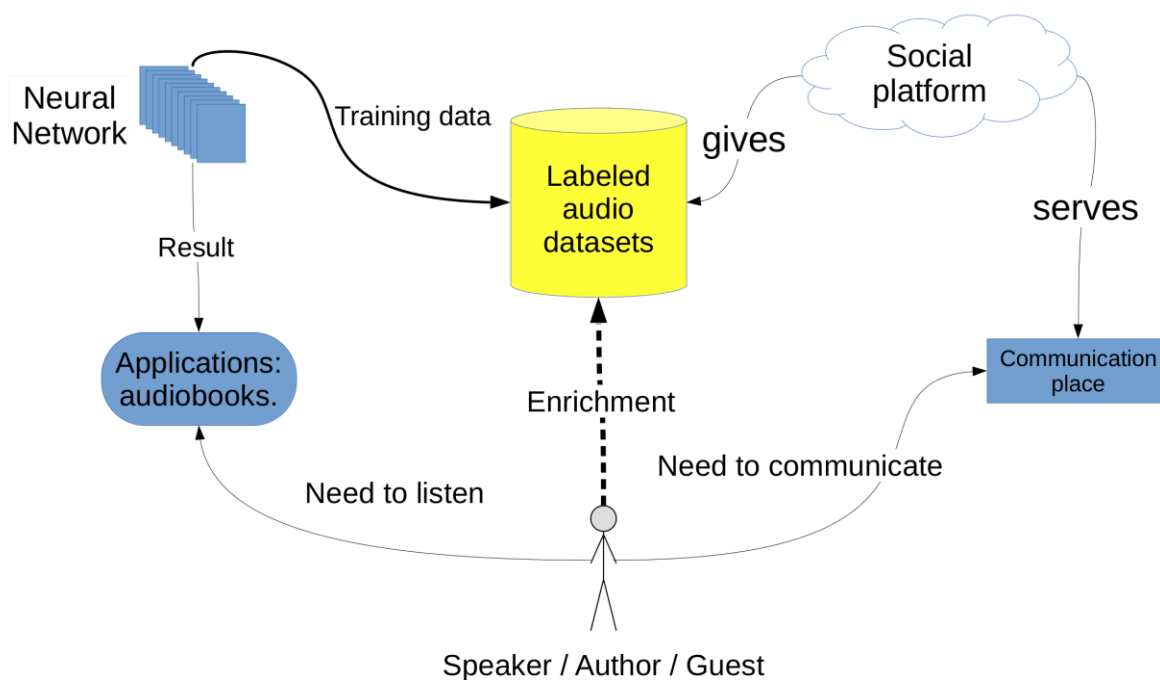 Neural
Network
Training data
Social
platform
gives
Labeled
audio
datasets
serves
Result
Applications:
audiobooks.
Communication
place
Enrichment
Need to communicate
Need to listen
Speaker / Author / Guest